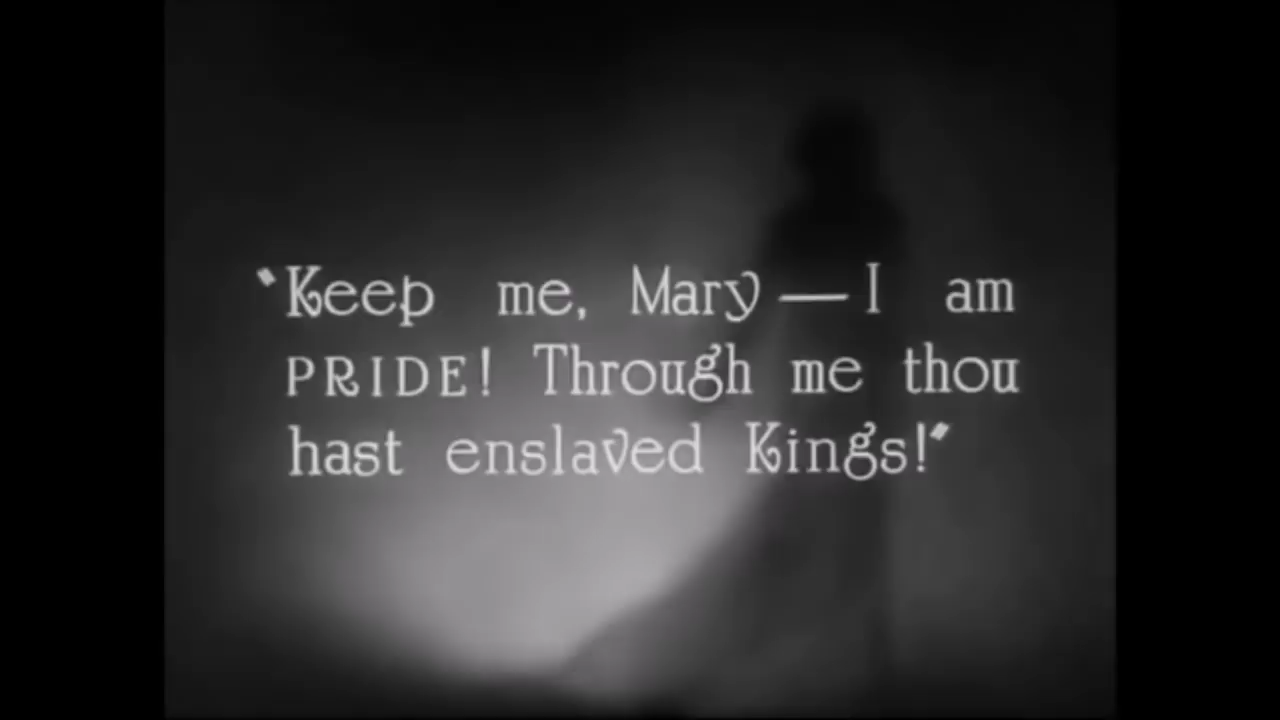 "Keep me, Mary — I am
PRIDE! Through me thou
hast enslaved Kings!"